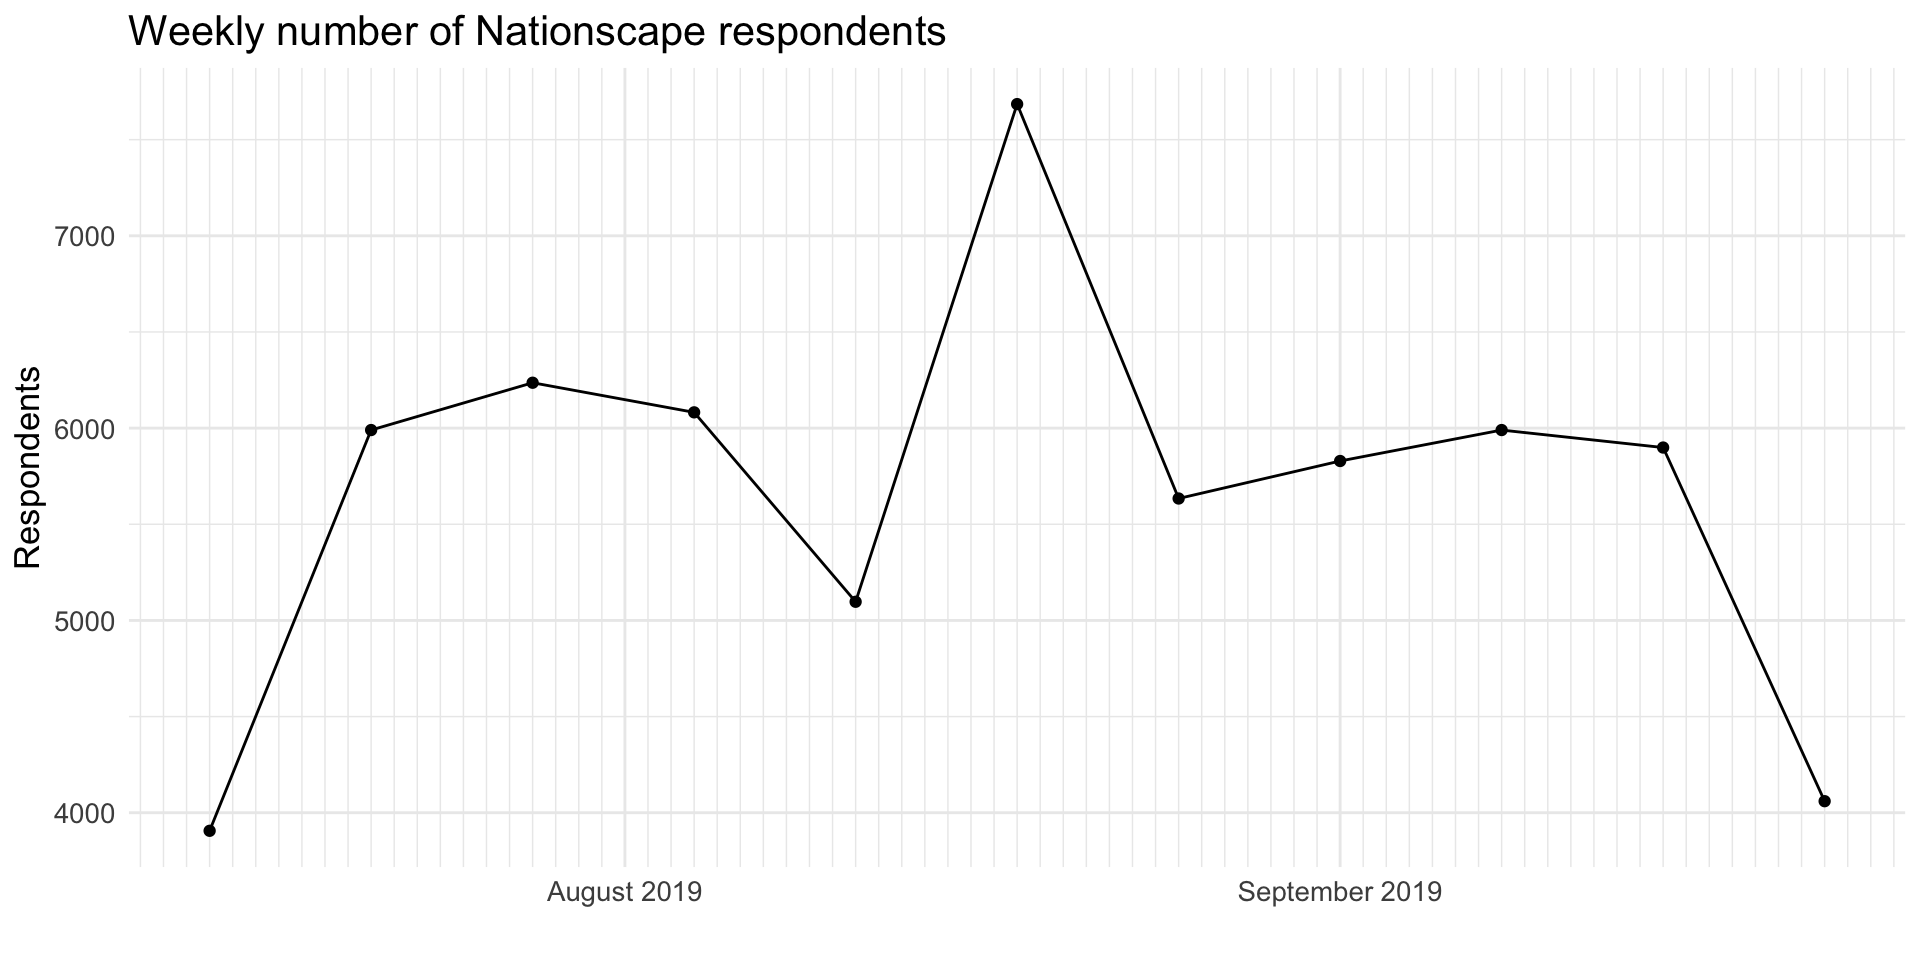 Weekly number of Nationscape respondents
Respondents
7000
6000
5000
4000
August 2019
September 2019